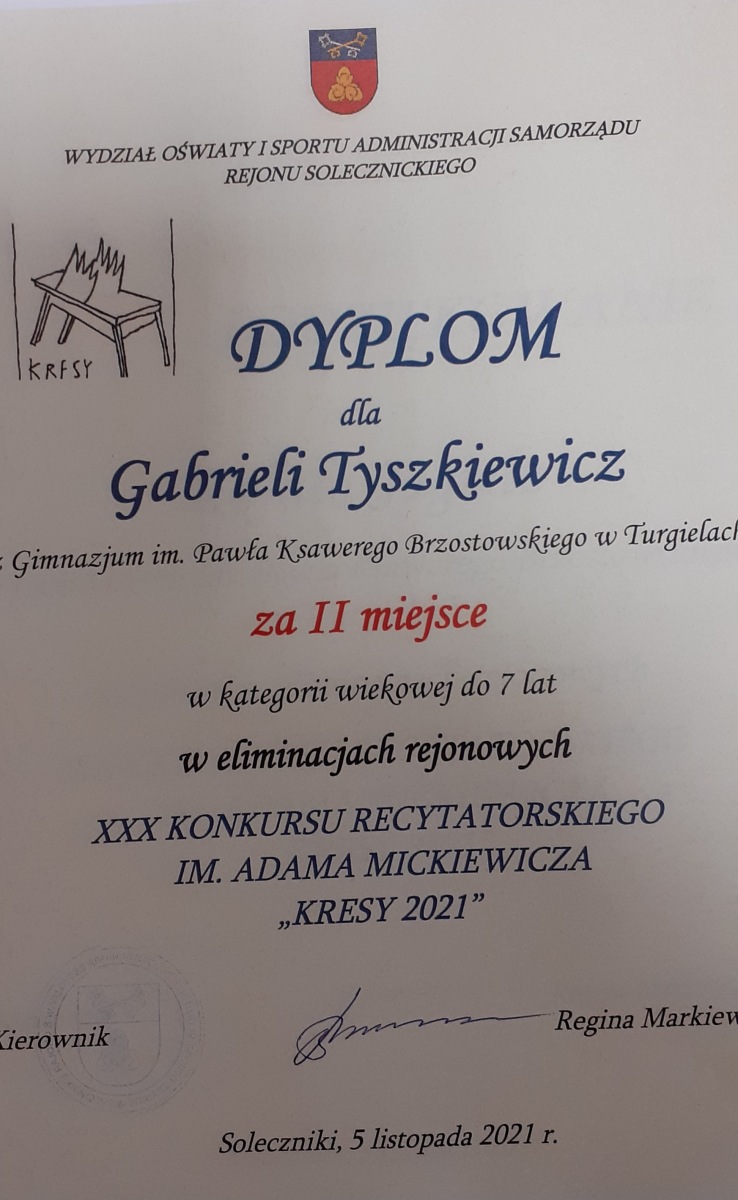 WYDZIAŁ OŚWIATY I SPORTU ADMINISTRACJI SAMORZĄDU
REJONU SOLECZNICKIEGO
KRESY
DYPLOM
dla
Gabrieli Tyszkiewicz
z Gimnazjum im. Pawła Ksawerego Brzostowskiego w Turgielach
za II miejsce
w kategorii wiekowej do 7 lat
w eliminacjach rejonowych
XXX KONKURSU RECYTATORSKIEGO
IM. ADAMA MICKIEWICZA
„KRESY 2021”
Kierownik Regina Markiew
Soleczniki, 5 listopada 2021 r.